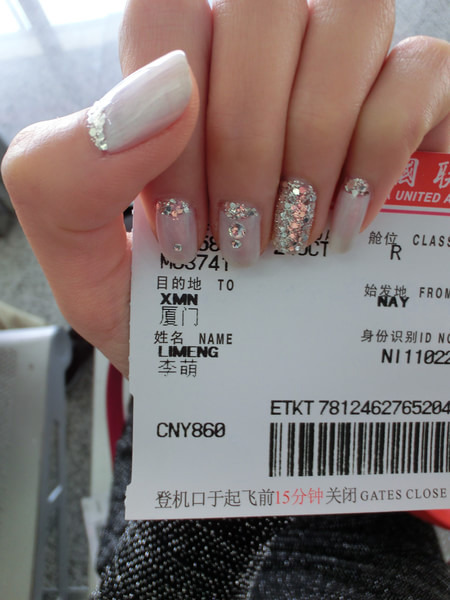 國联
A UNITED A
舱位 CLASS
MU3741 OCT R
目的地 TO 始发地 FROM
XMN NAY
厦门
姓名 NAME 身份识别ID NO
LIMENG NI11022
李萌
ETKT 7812462765204
CNY860
登机口于起飞前15分钟关闭 GATES CLOSE